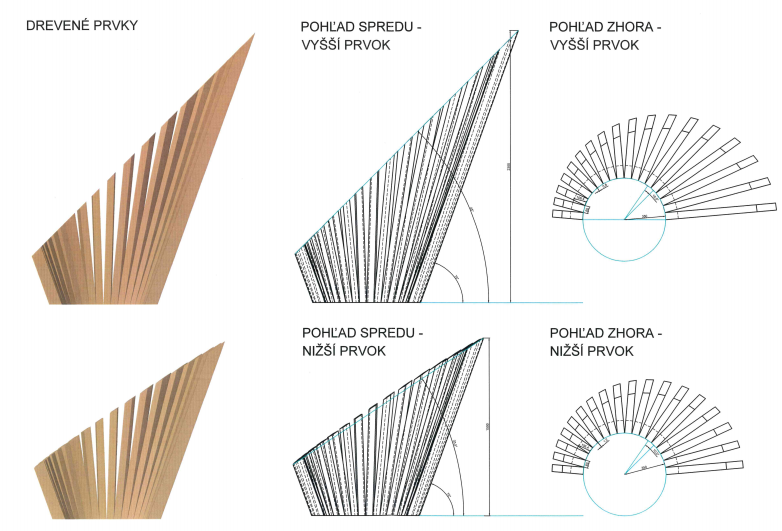 DREVENÉ PRVKY
POHĽAD SPREDU -
VYŠŠÍ PRVOK
POHĽAD ZHORA -
VYŠŠÍ PRVOK
POHĽAD SPREDU -
NIŽŠÍ PRVOK
POHĽAD ZHORA -
NIŽŠÍ PRVOK